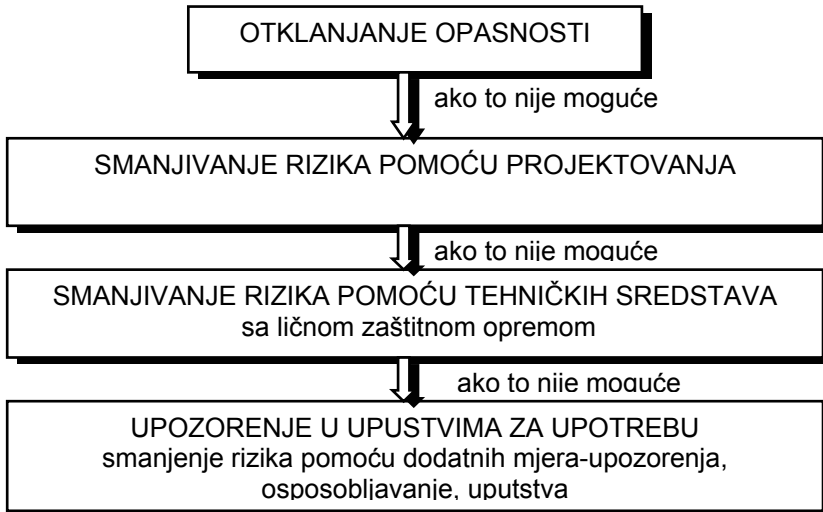 OTKLANJANJE OPASNOSTI
ako to nije moguće
SMANJIVANJE RIZIKA POMOĆU PROJEKTOVANJA
ako to nije moguće
SMANJIVANJE RIZIKA POMOĆU TEHNIČKIH SREDSTAVA
sa ličnom zaštitnom opremom
ako to nije moguće
UPOZORENJE U UPUSTVIMA ZA UPOTREBU
smanjenje rizika pomoću dodatnih mjera-upozorenja,
osposobljavanje, uputstva